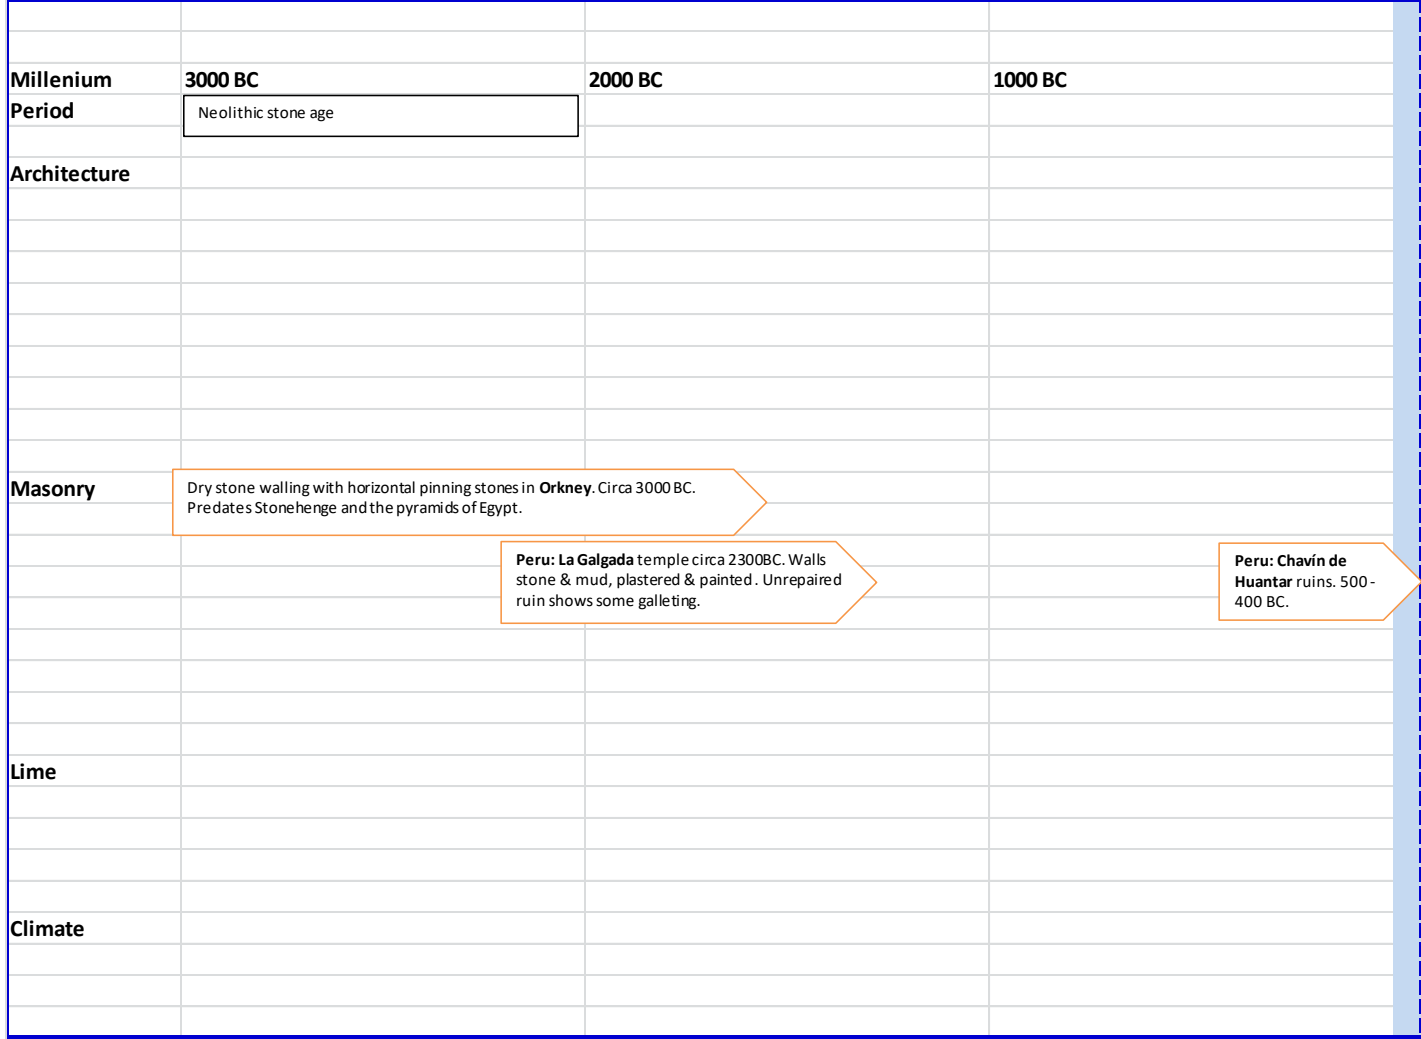 Millenium 3000 BC 2000 BC 1000 BC
Period
Neolithic stone age
Architecture
Masonry
Dry stone walling with horizontal pinning stones in Orkney. Circa 3000 BC.
Predates Stonehenge and the pyramids of Egypt.
Peru: La Galgada temple circa 2300BC. Walls
stone & mud, plastered & painted. Unrepaired
ruin shows some galleting.
Peru: Chavín de
Huantar ruins. 500 -
400 BC.
Lime
Climate